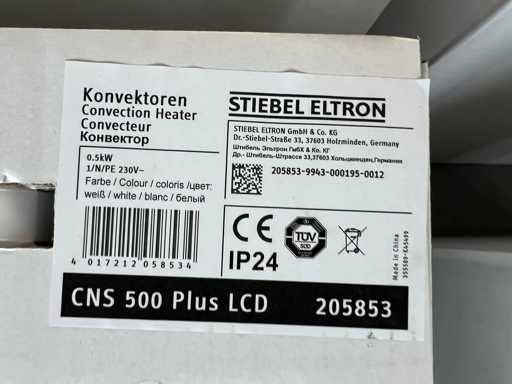 Konvektoren
Convection Heater
Convecteur
Конвектор
0.5kW
1/N/PE 230V~
Farbe / Colour / coloris /цвет:
weiß / white / blanc / белый
4 017212 058534
STIEBEL ELTRON
STIEBEL ELTRON GmbH & Co. KG
Dr.-Stiebel-Straße 33, 37603 Holzminden, Germany
Штибель Эльтрон ГмбХ & Ко. КГ
Др.- Штибель-Штрассе 33,37603 Хольцминден,Германия
205853-9943-000195-0012
CE
TÜV
SÜD
IP24
Made in China
CNS 500 Plus LCD 205853